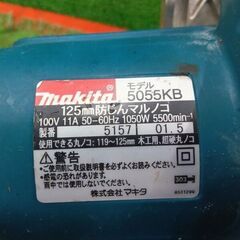 makita モデル 5055KB
125mm防じんマルノコ
100V 11A 50-60Hz 1050W 5500min⁻¹
製番 5157 01.5
使用できる丸ノコ:119~125mm 木工用、超硬丸ノコ
⚠警告
株式会社マキタ